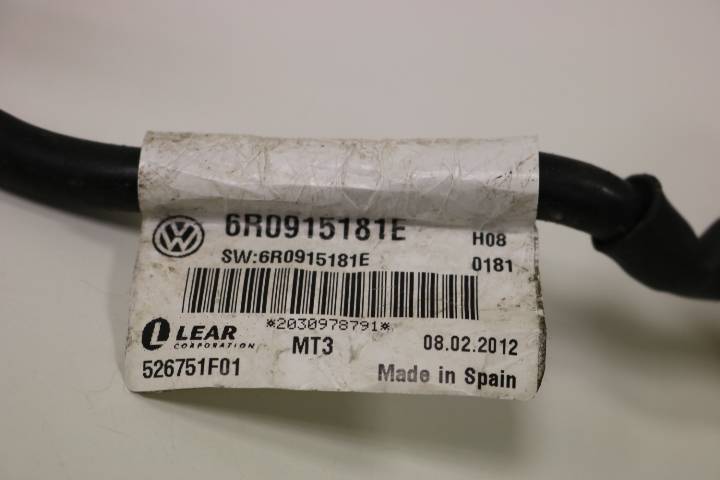 6R0915181E H08
SW:6R0915181E 0181
*2030978791*
LEAR
CORPORATION
MT3 08.02.2012
526751F01 Made in Spain